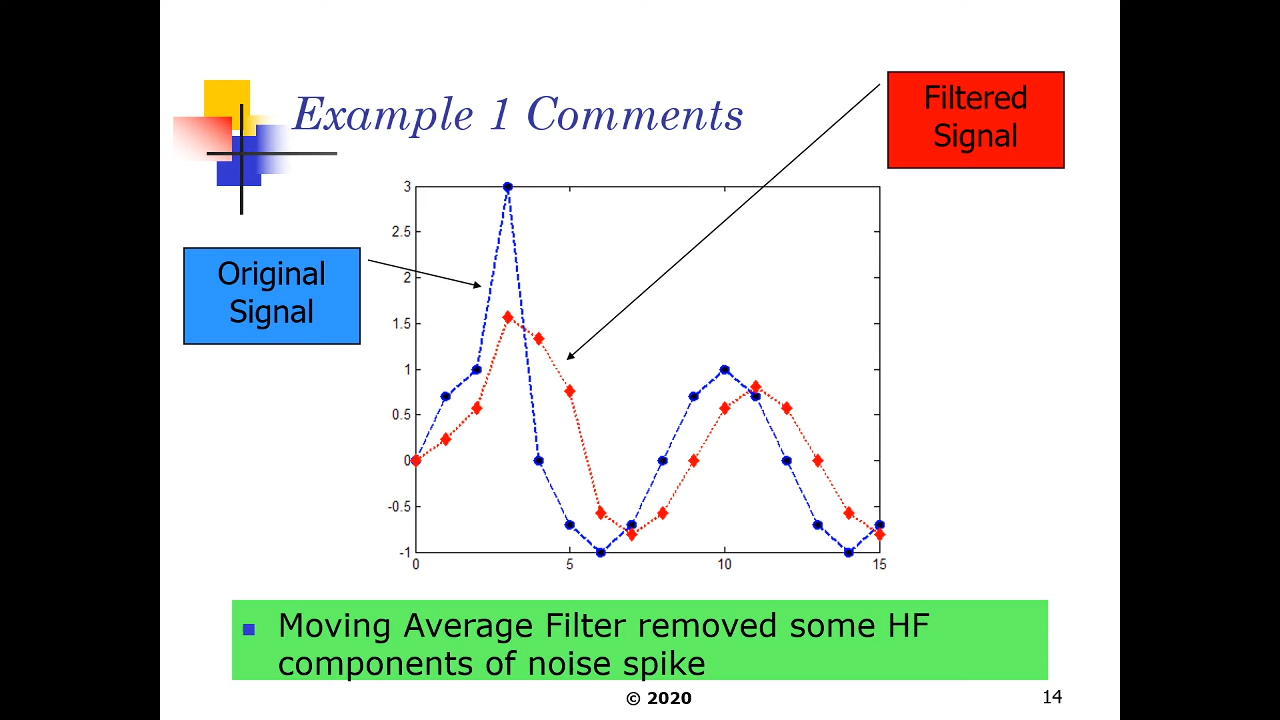 Example 1 Comments
Filtered
Signal
Original
Signal
3
2.5
2
1.5
1
0.5
0
-0.5
-1
0
5
10
15
Moving Average Filter removed some HF
components of noise spike
© 2020
14